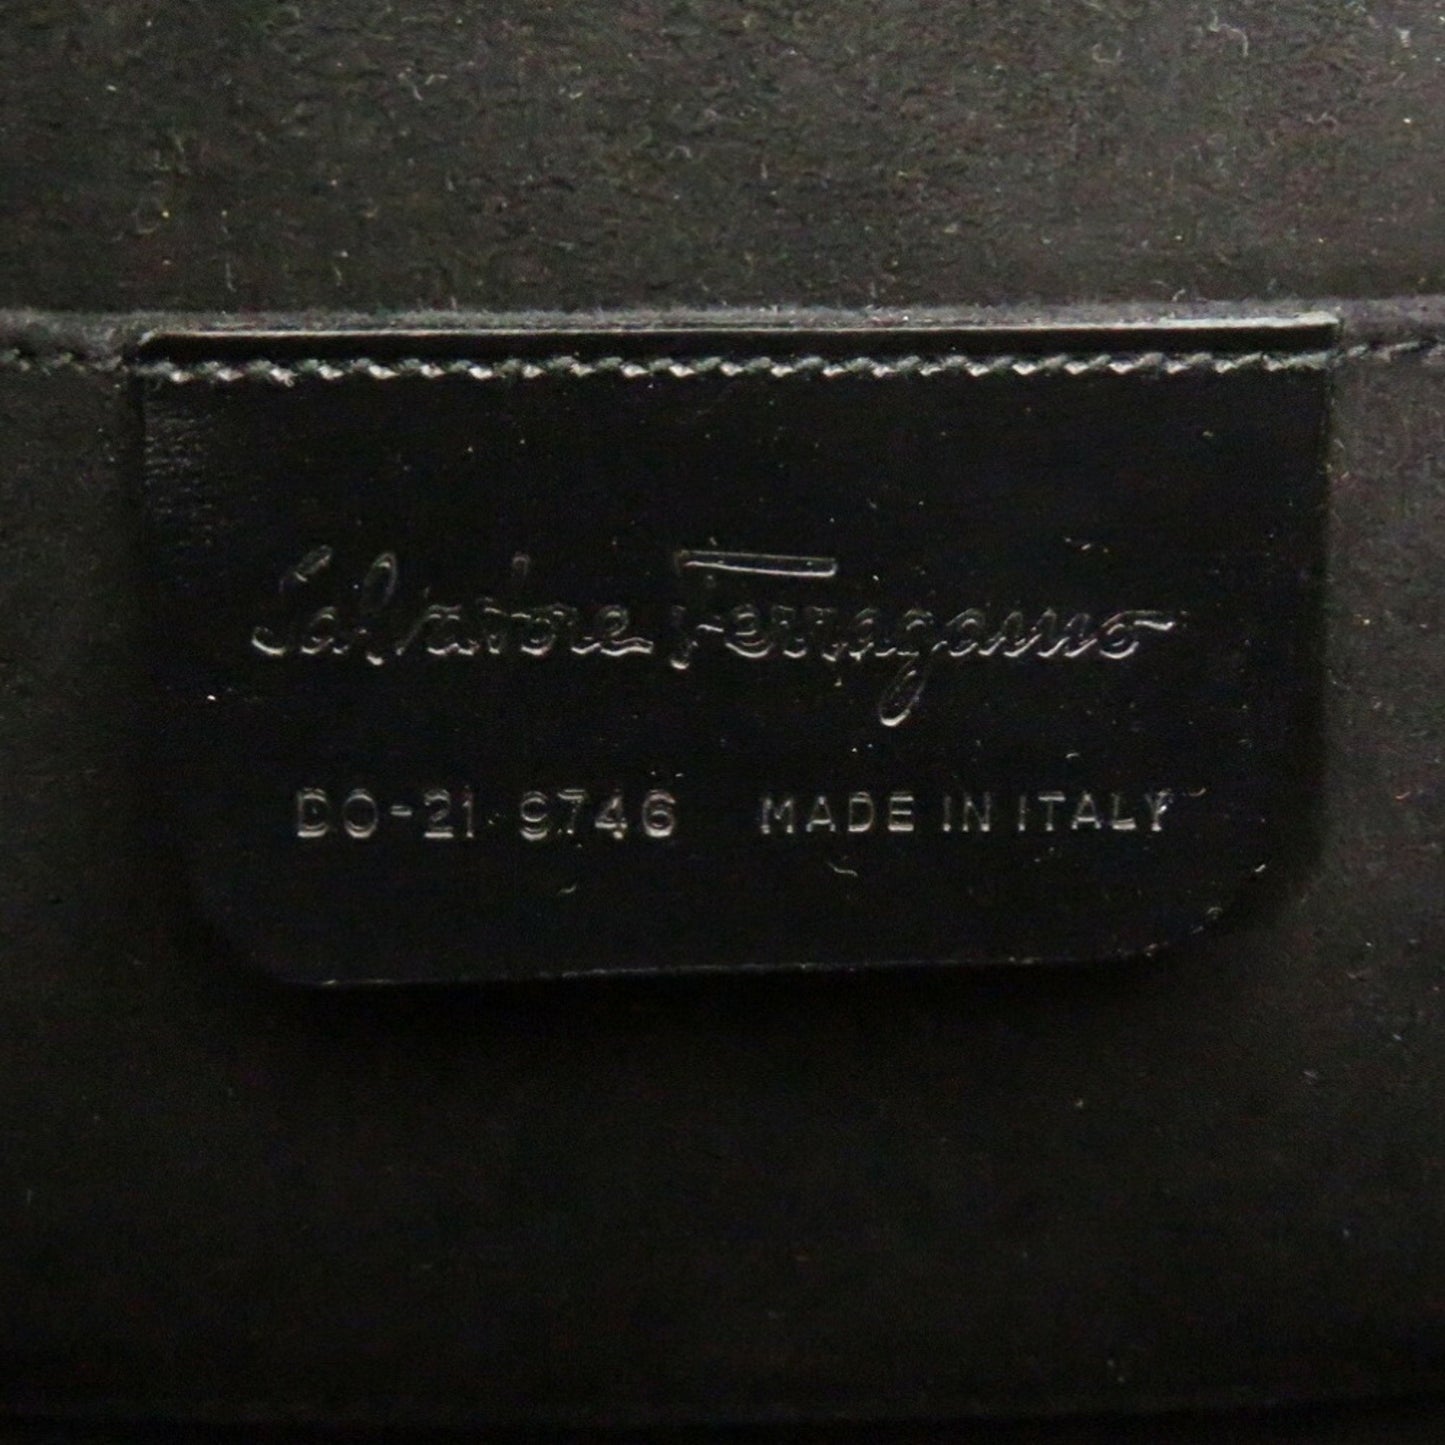 Salvatore Ferragamo
DO-21 9746 MADE IN ITALY